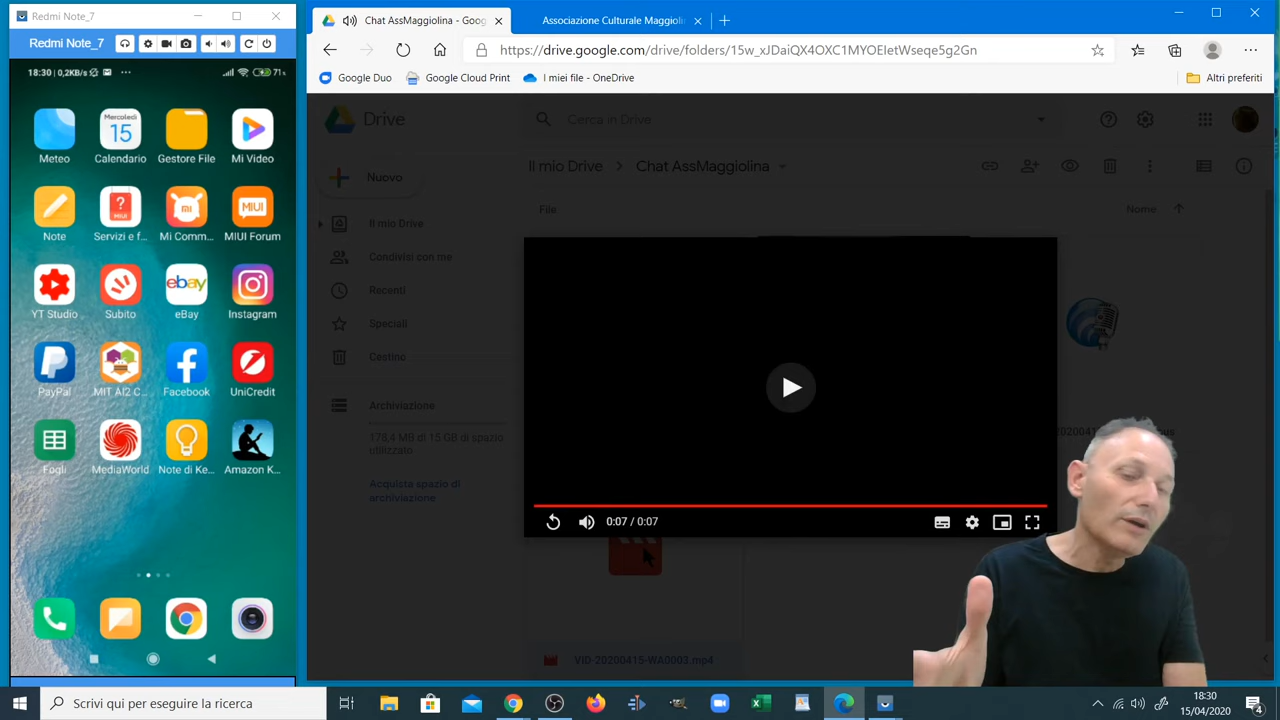 Redmi Note_7
Redmi Note_7
18:30 | 0,2KB/s
71
Mercoledì
15
Meteo
Calendario
Gestore File
Mi Video
MIUI
mi
MIUI
Note
Servizi e f...
Mi Comm...
MIUI Forum
ebay
YT Studio
Subito
eBay
Instagram
PayPal
MIT AI2 C...
Facebook
UniCredit
Fogli
MediaWorld
Note di Ke...
Amazon K...
Chat AssMaggiolina - Goog
Associazione Culturale Maggiolin
https://drive.google.com/drive/folders/15w_xJDaiQX4OXC1MYOEIetWseqe5g2Gn
Google Duo
Google Cloud Print
I miei file - OneDrive
Altri preferiti
Drive
Cerca in Drive
Nuovo
Il mio Drive
Chat AssMaggiolina
File
Nome
Il mio Drive
Condivisi con me
Recenti
Speciali
Cestino
Archiviazione
178,4 MB di 15 GB di spazio
utilizzato
Acquista spazio di
archiviazione
0:07 / 0:07
VID-20200415-WA0003.mp4
Scrivi qui per eseguire la ricerca
18:30
15/04/2020
4